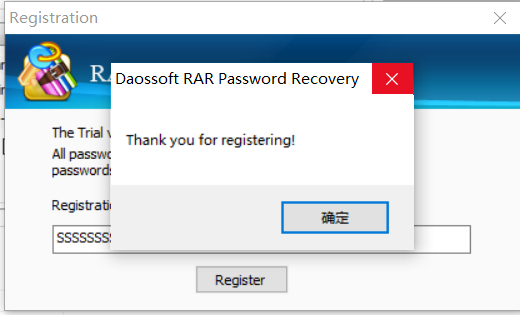 Registration
RA
Daossoft RAR Password Recovery
Thank you for registering!
确定
The Trial v
All passwo
passwords
Registratio
SSSSSSSS
Register